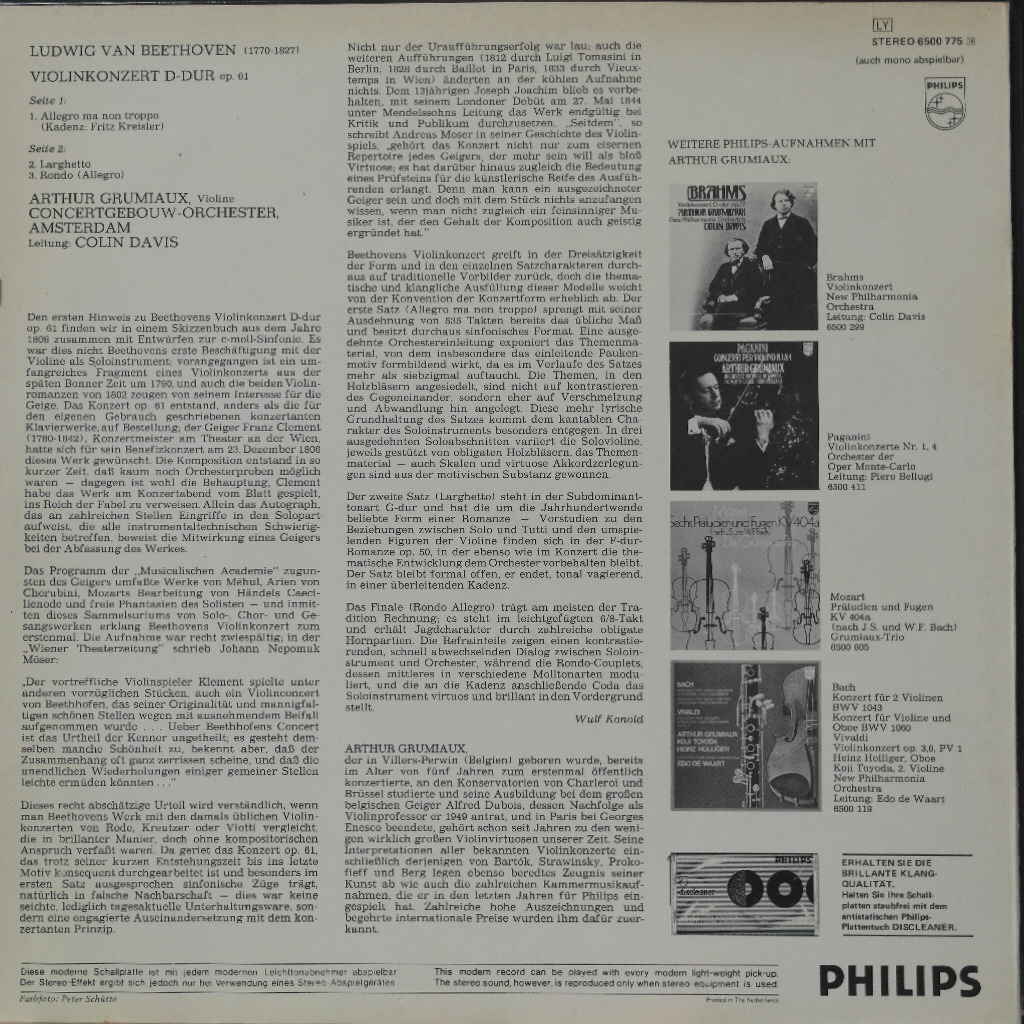 LUDWIG VAN BEETHOVEN (1770-1827)
VIOLINKONZERT D-DUR op. 61
Seite 1:
1. Allegro ma non troppo
(Kadenz: Fritz Kreisler)
Seite 2:
2. Larghetto
3. Rondo (Allegro)
ARTHUR GRUMIAUX, Violine
CONCERTGEBOUW-ORCHESTER,
AMSTERDAM
Leitung: COLIN DAVIS
Den ersten Hinweis zu Beethovens Violinkonzert D-dur
op. 61 finden wir in einem Skizzenbuch aus dem Jahre
1806 zusammen mit Entwürfen zur c-moll-Sinfonie. Es
war dies nicht Beethovens erste Beschäftigung mit der
Violine als Soloinstrument: vorangegangen ist ein um-
fangreiches Fragment eines Violinkonzerts aus der
späten Bonner Zeit um 1790, und auch die beiden Violin-
romanzen von 1802 zeugen von seinem Interesse für die
Geige. Das Konzert op. 61 entstand, anders als die für
den eigenen Gebrauch geschriebenen konzertanten
Klavierwerke, auf Bestellung; der Geiger Franz Clement
(1780-1842), Konzertmeister am Theater an der Wien,
hatte sich für sein Benefizkonzert am 23. Dezember 1806
dieses Werk gewünscht. Die Komposition entstand in so
kurzer Zeit, daß kaum noch Orchesterproben möglich
waren – dagegen ist wohl die Behauptung, Clement
habe das Werk am Konzertabend vom Blatt gespielt,
ins Reich der Fabel zu verweisen. Allein das Autograph,
das an zahlreichen Stellen Eingriffe in den Solopart
aufweist, die alle instrumentaltechnischen Schwierig-
keiten betreffen, beweist die Mitwirkung eines Geigers
bei der Abfassung des Werkes.
Das Programm der „Musicalischen Academie" zugun-
sten des Geigers umfaßte Werke von Méhul, Arien von
Cherubini, Mozarts Bearbeitung von Händels Caeci-
lienode und freie Phantasien des Solisten – und inmit-
ten dieses Sammelsuriums von Solo-, Chor- und Ge-
sangswerken erklang Beethovens Violinkonzert zum
erstenmal. Die Aufnahme war recht zwiespältig; in der
„Wiener Theaterzeitung" schrieb Johann Nepomuk
Möser:
„Der vortreffliche Violinspieler Klement spielte unter
anderen vorzüglichen Stücken, auch ein Violinconcert
von Beethhofen, das seiner Originalität und mannigfal-
tigen schönen Stellen wegen mit ausnehmendem Beifall
aufgenommen wurde . . . . Ueber Beethhofens Concert
ist das Urtheil der Kenner ungetheilt; es gesteht dem-
selben manche Schönheit zu, bekennt aber, daß der
Zusammenhang oft ganz zerrissen scheine, und daß die
unendlichen Wiederholungen einiger gemeiner Stellen
leichte ermüden könnten . . ."
Dieses recht abschätzige Urteil wird verständlich, wenn
man Beethovens Werk mit den damals üblichen Violin-
konzerten von Rode, Kreutzer oder Viotti vergleicht,
die in brillanter Manier, doch ohne kompositorischen
Anspruch verfaßt waren. Da geriet das Konzert op. 61,
das trotz seiner kurzen Entstehungszeit bis ins letzte
Motiv konsequent durchgearbeitet ist und besonders im
ersten Satz ausgesprochen sinfonische Züge trägt,
natürlich in falsche Nachbarschaft – dies war keine
seichte, lediglich tagesaktuelle Unterhaltungsware, son-
dern eine engagierte Auseinandersetzung mit dem kon-
zertanten Prinzip.
Nicht nur der Uraufführungserfolg war lau; auch die
weiteren Aufführungen (1812 durch Luigi Tomasini in
Berlin, 1828 durch Baillot in Paris, 1833 durch Vieux-
temps in Wien) änderten an der kühlen Aufnahme
nichts. Dem 13jährigen Joseph Joachim blieb es vorbe-
halten, mit seinem Londoner Debüt am 27. Mai 1844
unter Mendelssohns Leitung das Werk endgültig bei
Kritik und Publikum durchzusetzen. „Seitdem", so
schreibt Andreas Moser in seiner Geschichte des Violin-
spiels, „gehört das Konzert nicht nur zum eisernen
Repertoire jedes Geigers, der mehr sein will als bloß
Virtuose; es hat darüber hinaus zugleich die Bedeutung
eines Prüfsteins für die künstlerische Reife des Ausfüh-
renden erlangt. Denn man kann ein ausgezeichneter
Geiger sein und doch mit dem Stück nichts anzufangen
wissen, wenn man nicht zugleich ein feinsinniger Mu-
siker ist, der den Gehalt der Komposition auch geistig
ergründet hat."
Beethovens Violinkonzert greift in der Dreisätzigkeit
der Form und in den einzelnen Satzcharakteren durch-
aus auf traditionelle Vorbilder zurück, doch die thema-
tische und klangliche Ausfüllung dieser Modelle weicht
von der Konvention der Konzertform erheblich ab. Der
erste Satz (Allegro ma non troppo) sprengt mit seiner
Ausdehnung von 535 Takten bereits das übliche Maß
und besitzt durchaus sinfonisches Format. Eine ausge-
dehnte Orchestereinleitung exponiert das Themenma-
terial, von dem insbesondere das einleitende Pauken-
motiv formbildend wirkt, da es im Verlaufe des Satzes
mehr als siebzigmal auftaucht. Die Themen, in den
Holzbläsern angesiedelt, sind nicht auf kontrastieren-
des Gegeneinander, sondern eher auf Verschmelzung
und Abwandlung hin angelegt. Diese mehr lyrische
Grundhaltung des Satzes kommt dem kantablen Cha-
rakter des Soloinstruments besonders entgegen. In drei
ausgedehnten Soloabschnitten variiert die Solovioline,
jeweils gestützt von obligaten Holzbläsern, das Themen-
material – auch Skalen und virtuose Akkordzerlegun-
gen sind aus der motivischen Substanz gewonnen.
Der zweite Satz (Larghetto) steht in der Subdominant-
tonart G-dur und hat die um die Jahrhundertwende
beliebte Form einer Romanze – Vorstudien zu den
Beziehungen zwischen Solo und Tutti und den umspie-
lenden Figuren der Violine finden sich in der F-dur-
Romanze op. 50, in der ebenso wie im Konzert die the-
matische Entwicklung dem Orchester vorbehalten bleibt.
Der Satz bleibt formal offen, er endet, tonal vagierend,
in einer überleitenden Kadenz.
Das Finale (Rondo Allegro) trägt am meisten der Tra-
dition Rechnung; es steht im leichtgefügten 6/8-Takt
und erhält Jagdcharakter durch zahlreiche obligate
Hornpartien. Die Refrainteile zeigen einen kontrastie-
renden, schnell abwechselnden Dialog zwischen Soloin-
strument und Orchester, während die Rondo-Couplets,
dessen mittleres in verschiedene Molltonarten modu-
liert, und die an die Kadenz anschließende Coda das
Soloinstrument virtuos und brillant in den Vordergrund
stellt.
Wulf Konold
ARTHUR GRUMIAUX,
der in Villers-Perwin (Belgien) geboren wurde, bereits
im Alter von fünf Jahren zum erstenmal öffentlich
konzertierte, an den Konservatorien von Charleroi und
Brüssel studierte und seine Ausbildung bei dem großen
belgischen Geiger Alfred Dubois, dessen Nachfolge als
Violinprofessor er 1949 antrat, und in Paris bei Georges
Enesco beendete, gehört schon seit Jahren zu den weni-
gen wirklich großen Violinvirtuosen unserer Zeit. Seine
Interpretationen aller bekannten Violinkonzerte ein-
schließlich derjenigen von Bartók, Strawinsky, Proko-
fieff und Berg legen ebenso beredtes Zeugnis seiner
Kunst ab wie auch die zahlreichen Kammermusikauf-
nahmen, die er in den letzten Jahren für Philips ein-
gespielt hat. Zahlreiche hohe Auszeichnungen und
begehrte internationale Preise wurden ihm dafür zuer-
kannt.
LY
STEREO 6500 775
(auch mono abspielbar)
PHILIPS
WEITERE PHILIPS-AUFNAHMEN MIT
ARTHUR GRUMIAUX:
BRAHMS
Violinkonzert D-dur op. 77
ARTHUR GRUMIAUX
New Philharmonia Orchestra
COLIN DAVIS
Brahms
Violinkonzert
New Philharmonia
Orchestra
Leitung: Colin Davis
6500 299
PAGANINI
CONCERTI PER VIOLINO N. 1 & 4
ARTHUR GRUMIAUX
Paganini
Violinkonzerte Nr. 1, 4
Orchester der
Oper Monte-Carlo
Leitung: Piero Bellugi
6500 411
Mozart
Sechs Präludien und Fugen KV 404a
Mozart
Präludien und Fugen
KV 404a
(nach J.S. und W.F. Bach)
Grumiaux-Trio
6500 605
BACH
VIVALDI
ARTHUR GRUMIAUX
KOJI TOYODA
HEINZ HOLLIGER
EDO DE WAART
Bach
Konzert für 2 Violinen
BWV 1043
Konzert für Violine und
Oboe BWV 1060
Vivaldi
Violinkonzert op. 3,6, PV 1
Heinz Holliger, Oboe
Koji Toyoda, 2. Violine
New Philharmonia
Orchestra
Leitung: Edo de Waart
6500 119
PHILIPS
discleaner
ERHALTEN SIE DIE
BRILLANTE KLANG-
QUALITÄT.
Halten Sie Ihre Schall-
platten staubfrei mit dem
antistatischen Philips-
Plattentuch DISCLEANER.
Diese moderne Schallplatte ist mit jedem modernen Leichttonabnehmer abspielbar.
Der Stereo-Effekt ergibt sich jedoch nur bei Verwendung eines Stereo-Abspielgerätes
This modern record can be played with every modern light-weight pick-up.
The stereo sound, however, is reproduced only when stereo equipment is used.
PHILIPS
Farbfoto: Peter Schütte
Printed in The Netherlands